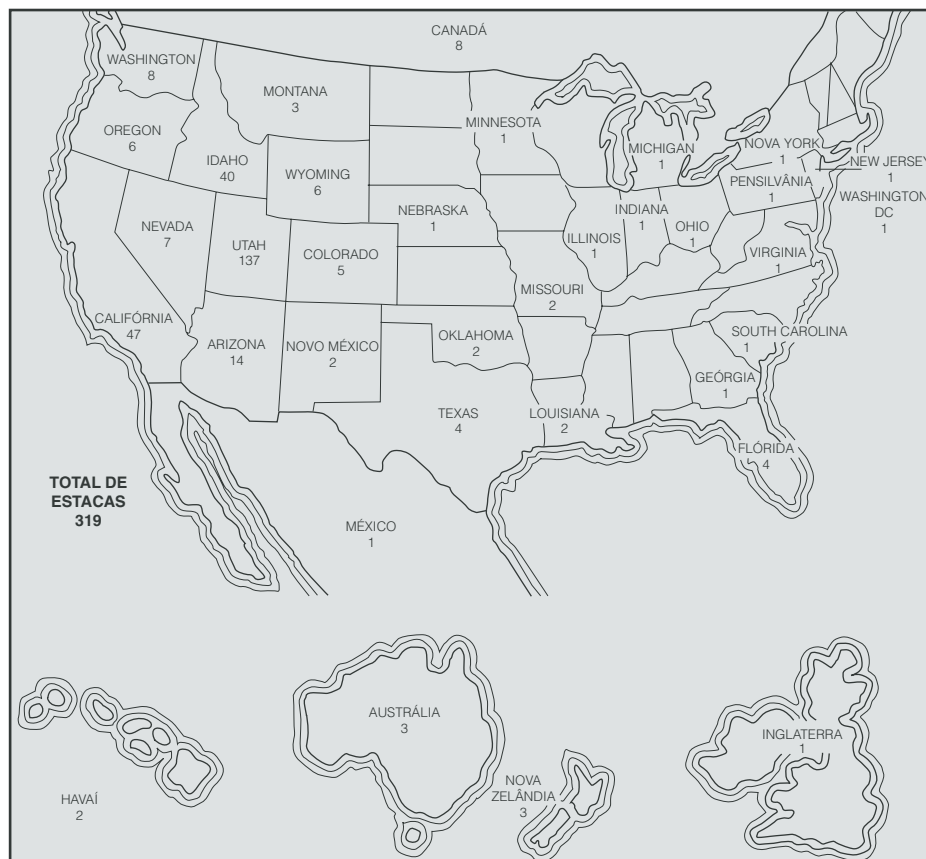 CANADÁ
8
WASHINGTON
8
MONTANA
3
MINNESOTA
1
OREGON
6
IDAHO
40
WYOMING
6
MICHIGAN
1
NOVA YORK
1
NEW JERSEY
1
PENSILVÂNIA
1
WASHINGTON
DC
1
NEVADA
7
UTAH
137
COLORADO
5
NEBRASKA
1
ILLINOIS
1
INDIANA
1
OHIO
1
VIRGINIA
1
CALIFÓRNIA
47
ARIZONA
14
NOVO MÉXICO
2
OKLAHOMA
2
MISSOURI
2
SOUTH CAROLINA
1
GEÓRGIA
1
TEXAS
4
LOUISIANA
2
FLÓRIDA
4
TOTAL DE
ESTACAS
319
MÉXICO
1
HAVAÍ
2
AUSTRÁLIA
3
NOVA
ZELÂNDIA
3
INGLATERRA
1